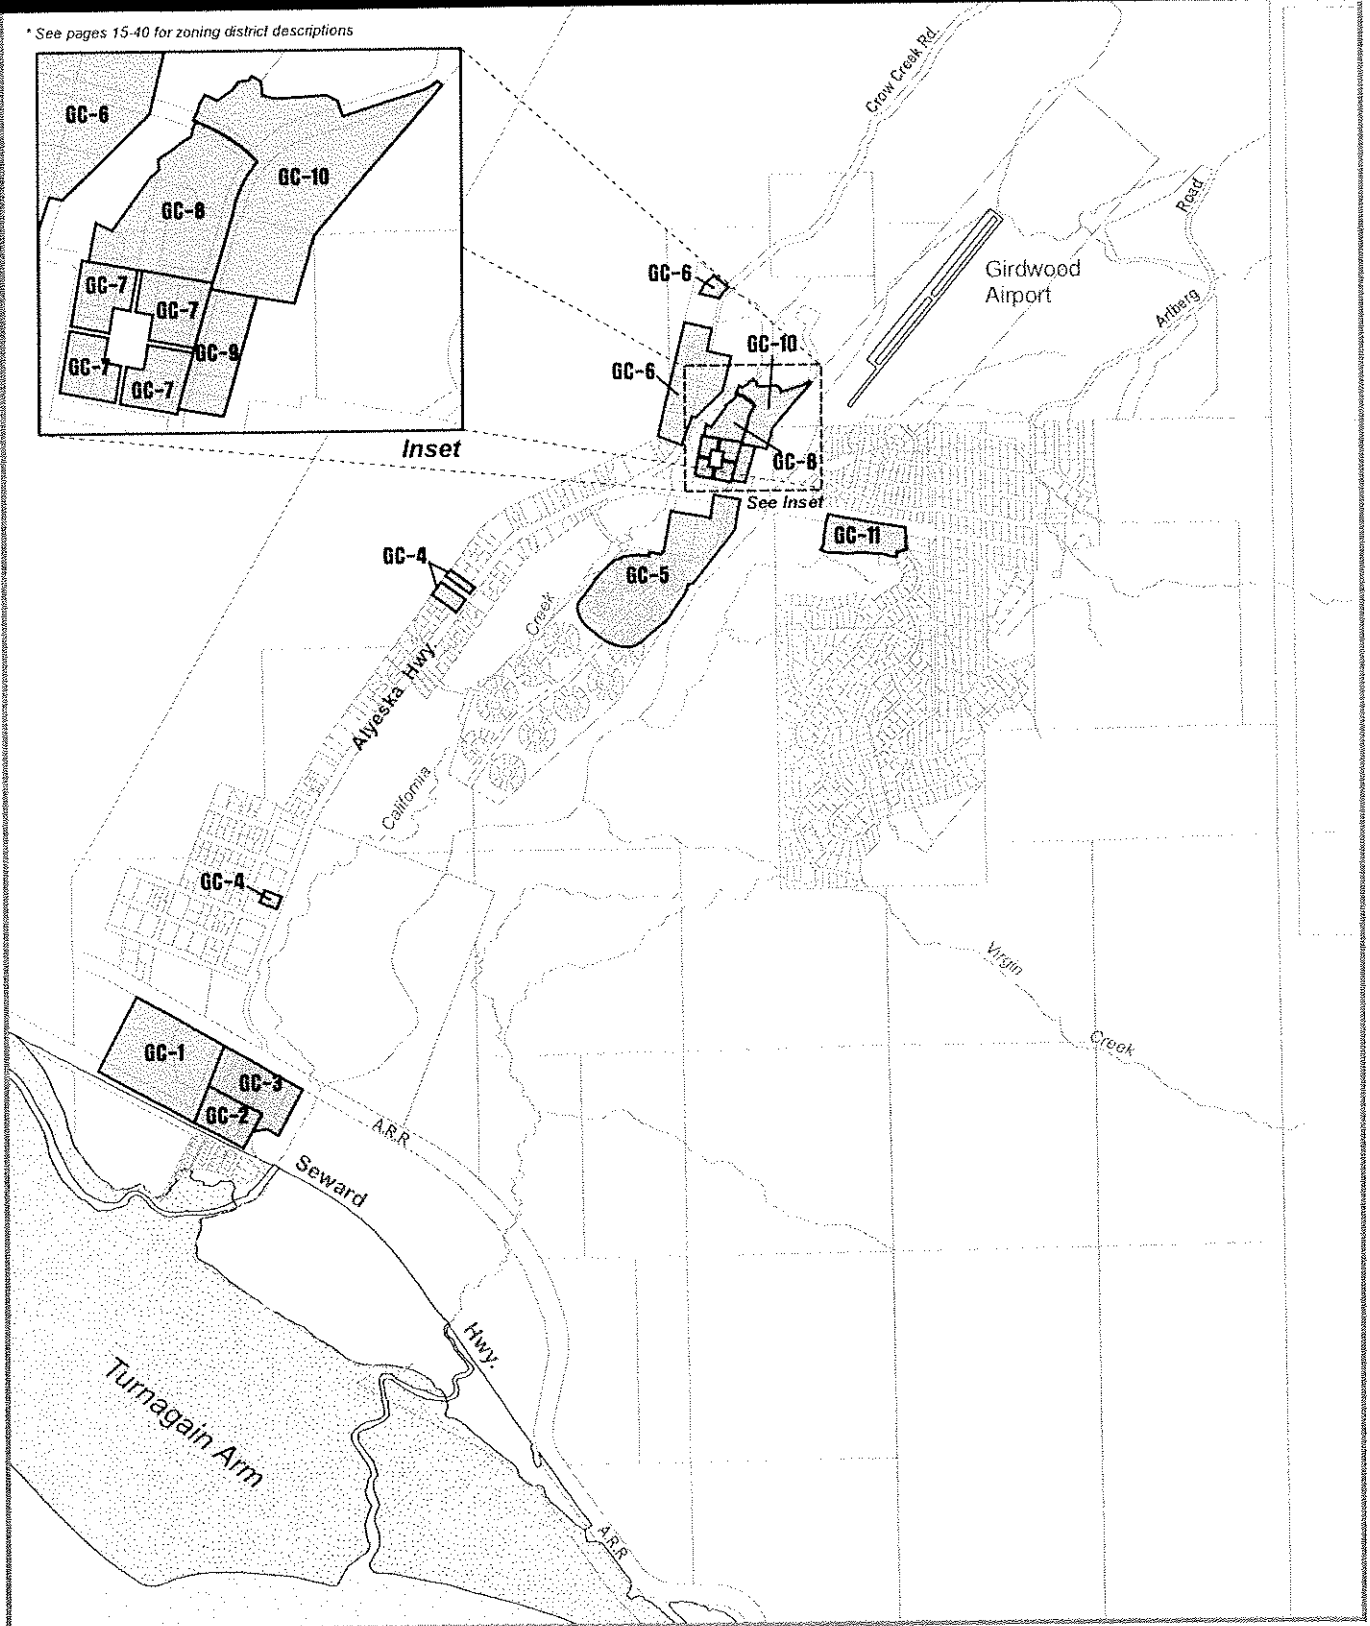 * See pages 15-40 for zoning district descriptions
GC-6
GC-10
GC-8
GC-7
GC-7
GC-9
GC-7
GC-7
Inset
Crow Creek Rd.
Road
Arlberg
Girdwood
Airport
GC-6
GC-10
GC-6
GC-8
See Inset
GC-11
GC-4
GC-5
Creek
Alyeska Hwy
California
GC-4
Virgin
Creek
GC-1
GC-3
GC-2
A.R.R
Seward
Hwy.
Turnagain Arm
A.R.R